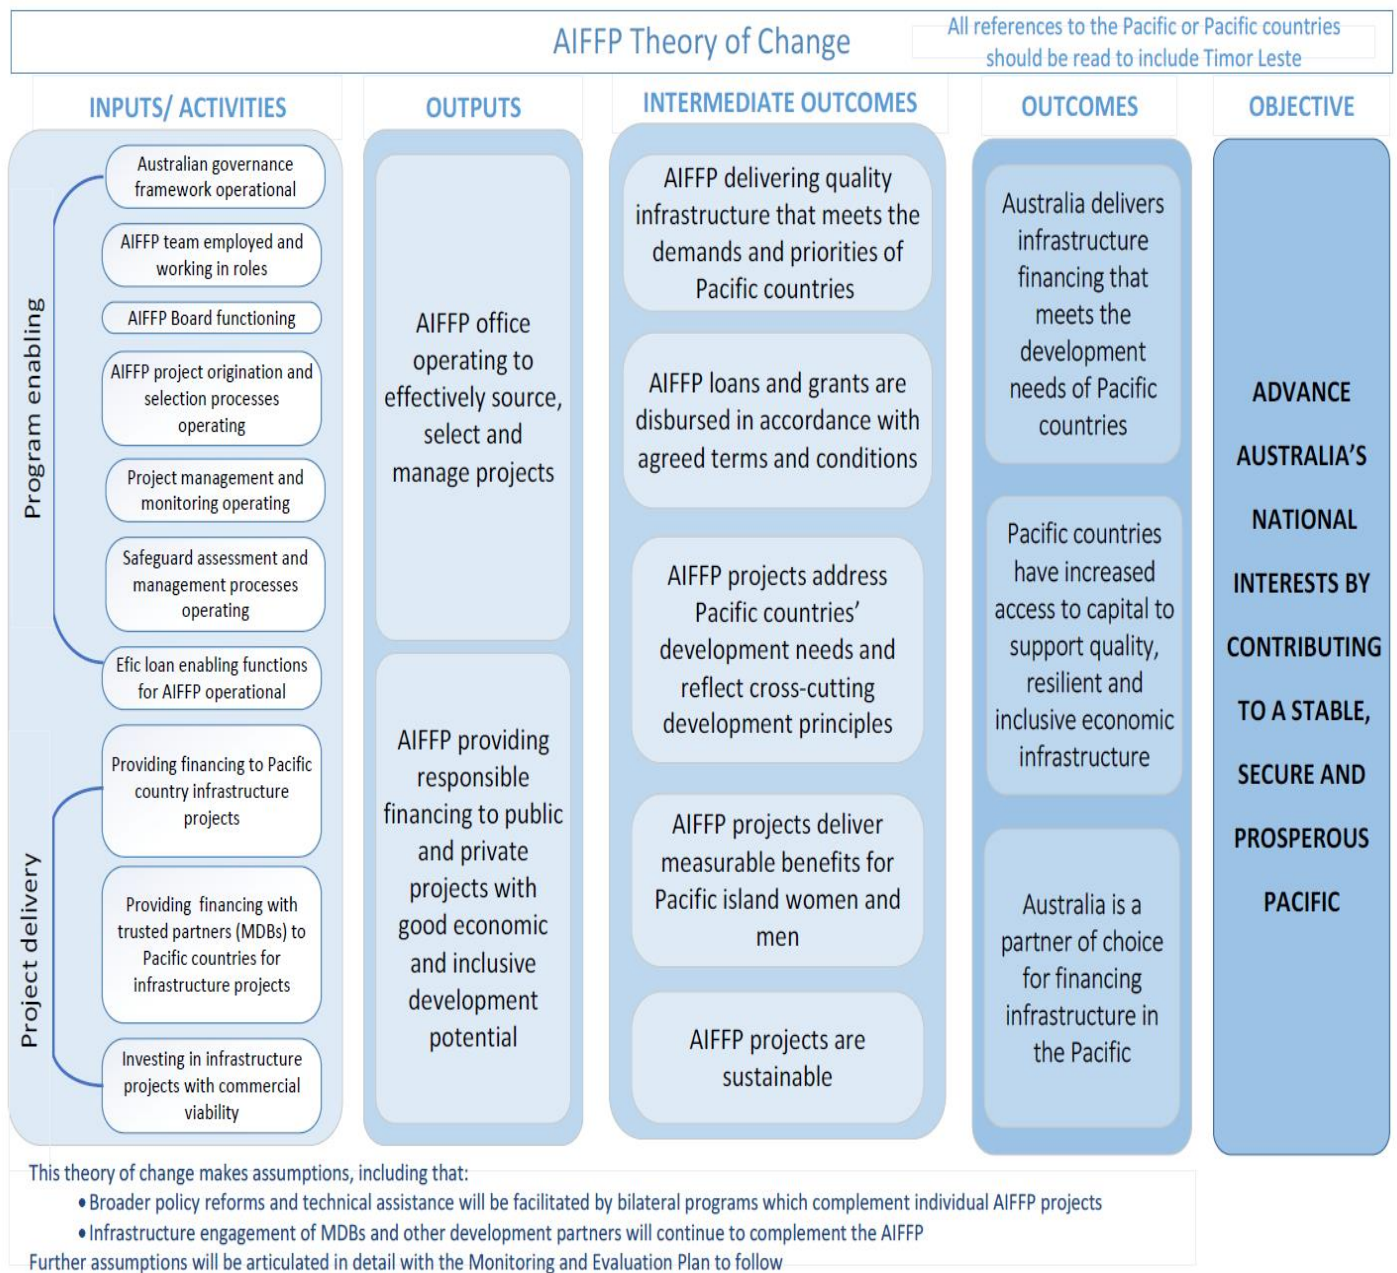 AIFFP Theory of Change
All references to the Pacific or Pacific countries
should be read to include Timor Leste
INPUTS/ ACTIVITIES
Program enabling
Australian governance
framework operational
AIFFP team employed and
working in roles
AIFFP Board functioning
AIFFP project origination and
selection processes
operating
Project management and
monitoring operating
Safeguard assessment and
management processes
operating
Efic loan enabling functions
for AIFFP operational
Project delivery
Providing financing to Pacific
country infrastructure
projects
Providing financing with
trusted partners (MDBs) to
Pacific countries for
infrastructure projects
Investing in infrastructure
projects with commercial
viability
OUTPUTS
AIFFP office
operating to
effectively source,
select and
manage projects
AIFFP providing
responsible
financing to public
and private
projects with
good economic
and inclusive
development
potential
INTERMEDIATE OUTCOMES
AIFFP delivering quality
infrastructure that meets the
demands and priorities of
Pacific countries
AIFFP loans and grants are
disbursed in accordance with
agreed terms and conditions
AIFFP projects address
Pacific countries’
development needs and
reflect cross-cutting
development principles
AIFFP projects deliver
measurable benefits for
Pacific island women and
men
AIFFP projects are
sustainable
OUTCOMES
Australia delivers
infrastructure
financing that
meets the
development
needs of Pacific
countries
Pacific countries
have increased
access to capital to
support quality,
resilient and
inclusive economic
infrastructure
Australia is a
partner of choice
for financing
infrastructure in
the Pacific
OBJECTIVE
ADVANCE
AUSTRALIA’S
NATIONAL
INTERESTS BY
CONTRIBUTING
TO A STABLE,
SECURE AND
PROSPEROUS
PACIFIC
This theory of change makes assumptions, including that:
• Broader policy reforms and technical assistance will be facilitated by bilateral programs which complement individual AIFFP projects
• Infrastructure engagement of MDBs and other development partners will continue to complement the AIFFP
Further assumptions will be articulated in detail with the Monitoring and Evaluation Plan to follow